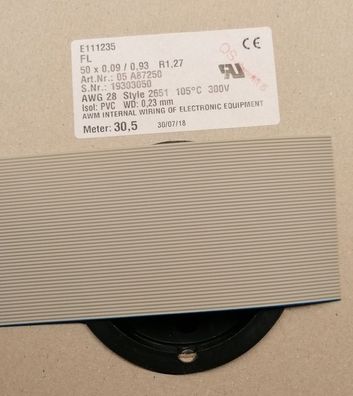 E111235
FL
50 x 0.09 / 0,93 R1,27
Art.Nr.: 05 A87250
S.Nr.: 19303050
AWG 28 Style 2651 105°C 300V
Isol: PVC WD: 0,23 mm
AWM INTERNAL WIRING OF ELECTRONIC EQUIPMENT
Meter: 30,5 30/07/18
CE